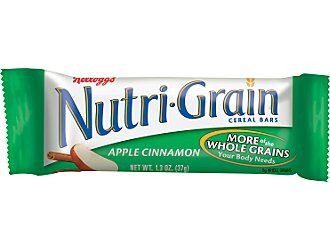 Kellogg's
Nutri·Grain
CEREAL BARS
APPLE CINNAMON
MORE of the
WHOLE GRAINS
Your Body Needs
NET WT. 1.3 OZ. (37g)